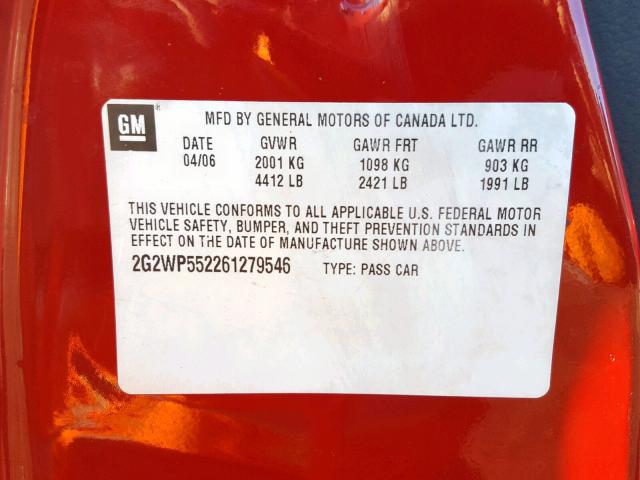 GM
MFD BY GENERAL MOTORS OF CANADA LTD.
DATE GVWR GAWR FRT GAWR RR
04/06 2001 KG 1098 KG 903 KG
4412 LB 2421 LB 1991 LB
THIS VEHICLE CONFORMS TO ALL APPLICABLE U.S. FEDERAL MOTOR
VEHICLE SAFETY, BUMPER, AND THEFT PREVENTION STANDARDS IN
EFFECT ON THE DATE OF MANUFACTURE SHOWN ABOVE.
2G2WP552261279546 TYPE: PASS CAR